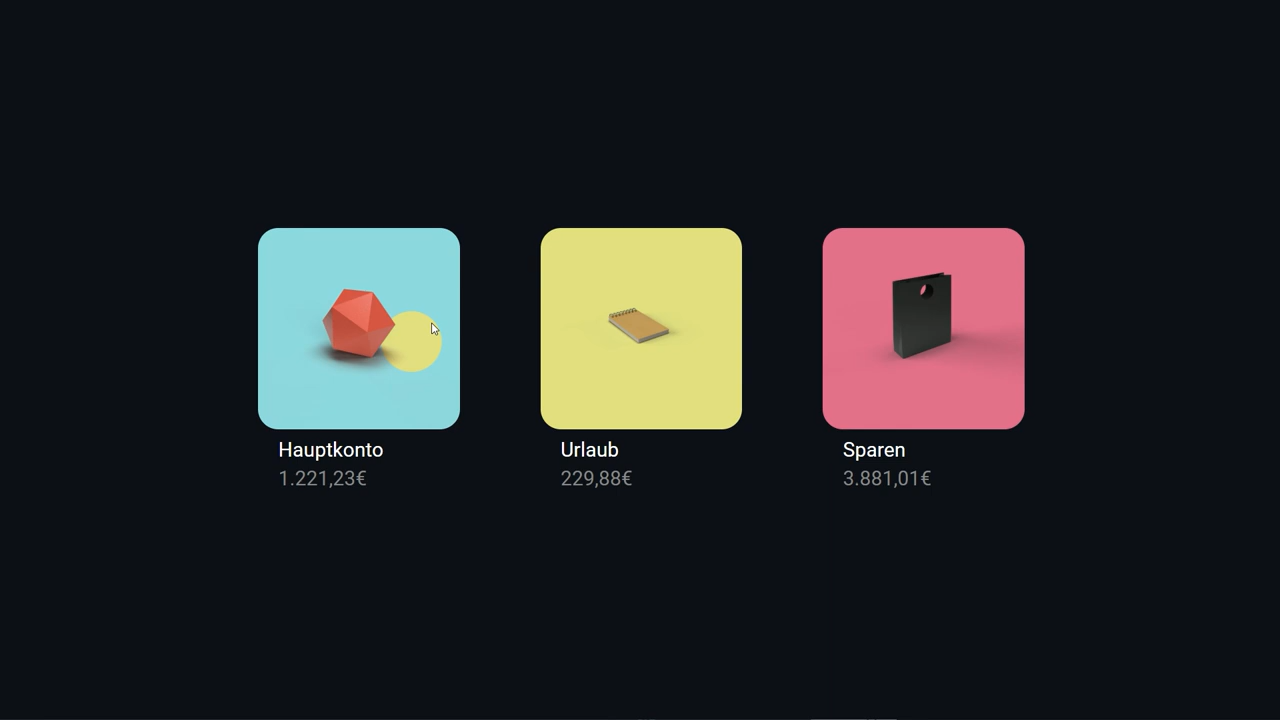 Hauptkonto
1.221,23€
Urlaub
229,88€
Sparen
3.881,01€